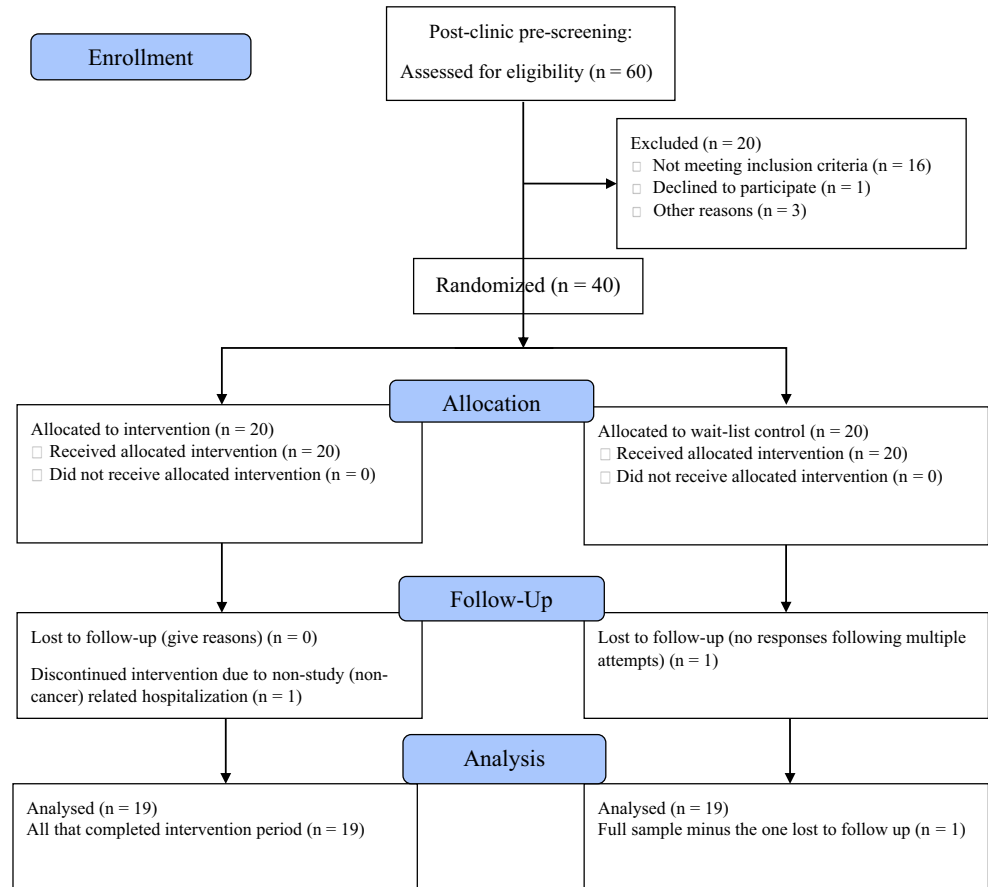 Enrollment
Post-clinic pre-screening:
Assessed for eligibility (n = 60)
Excluded (n = 20)
Not meeting inclusion criteria (n = 16)
Declined to participate (n = 1)
Other reasons (n = 3)
Randomized (n = 40)
Allocation
Allocated to intervention (n = 20)
Received allocated intervention (n = 20)
Did not receive allocated intervention (n = 0)
Allocated to wait-list control (n = 20)
Received allocated intervention (n = 20)
Did not receive allocated intervention (n = 0)
Follow-Up
Lost to follow-up (give reasons) (n = 0)
Discontinued intervention due to non-study (non-
cancer) related hospitalization (n = 1)
Lost to follow-up (no responses following multiple
attempts) (n = 1)
Analysis
Analysed (n = 19)
All that completed intervention period (n = 19)
Analysed (n = 19)
Full sample minus the one lost to follow up (n = 1)